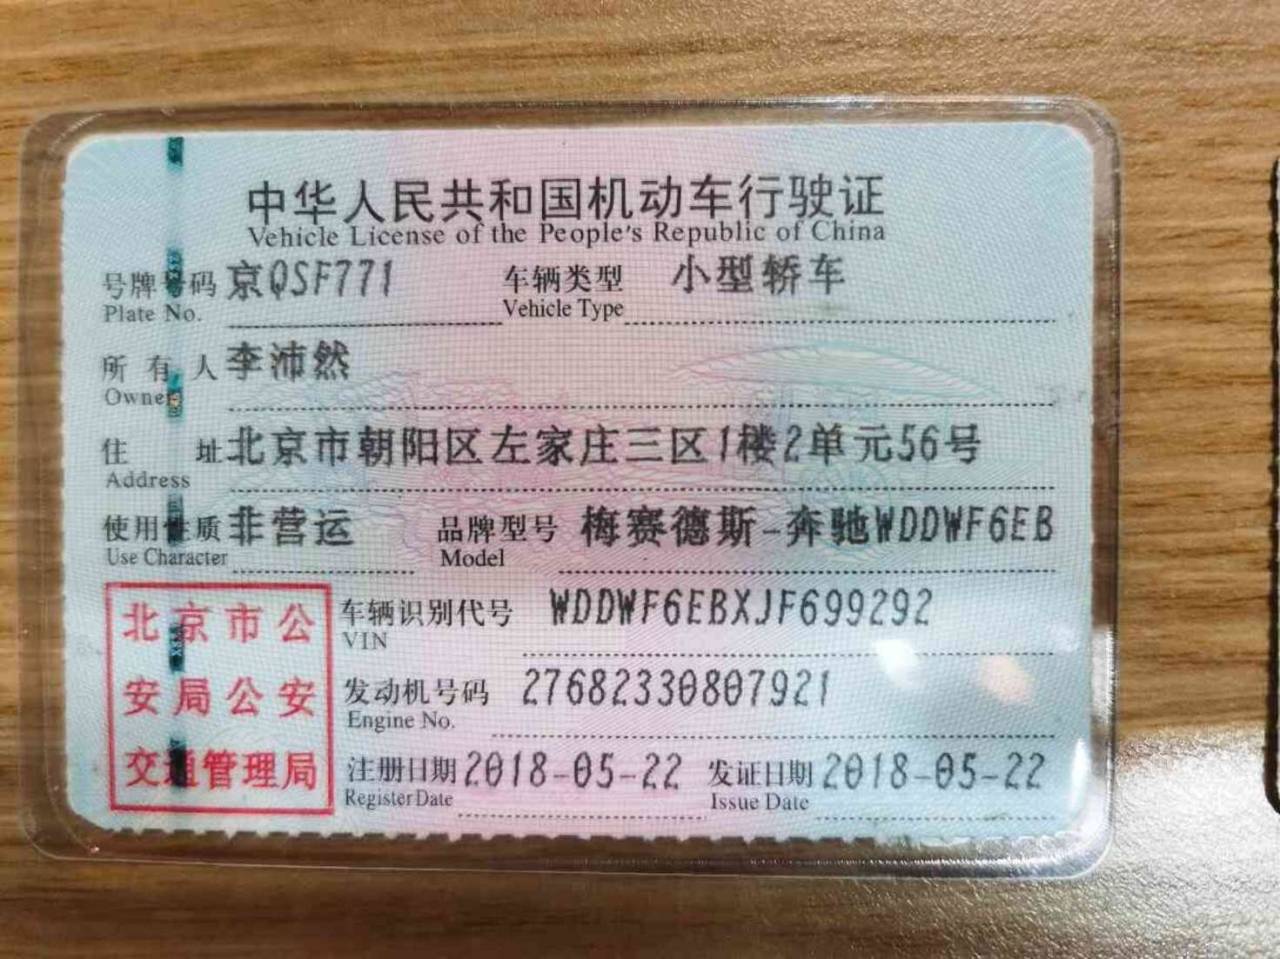 中华人民共和国机动车行驶证
Vehicle License of the People's Republic of China
号牌号码 京QSF771 车辆类型 小型轿车
Plate No. Vehicle Type
所有人 李沛然
Owner
住址 北京市朝阳区左家庄三区1楼2单元56号
Address
使用性质 非营运 品牌型号 梅赛德斯-奔驰WDDWF6EB
Use Character Model
北京市公
安局公安
交通管理局
车辆识别代号 WDDWF6EBXJF699292
VIN
发动机号码 27682330807921
Engine No.
注册日期 2018-05-22 发证日期 2018-05-22
Register Date Issue Date